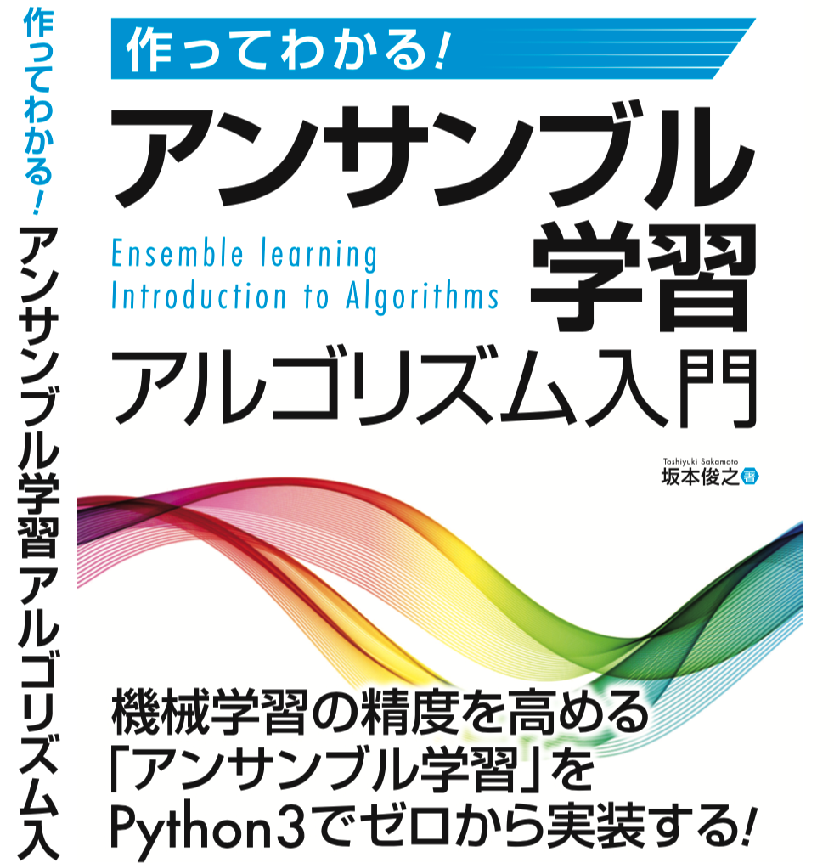 作ってわかる!アンサンブル学習アルゴリズム入
作ってわかる!
アンサンブル
学習
Ensemble learning
Introduction to Algorithms
アルゴリズム入門
Toshiyuki Sakamoto
坂本俊之 著
機械学習の精度を高める
「アンサンブル学習」を
Python3でゼロから実装する!